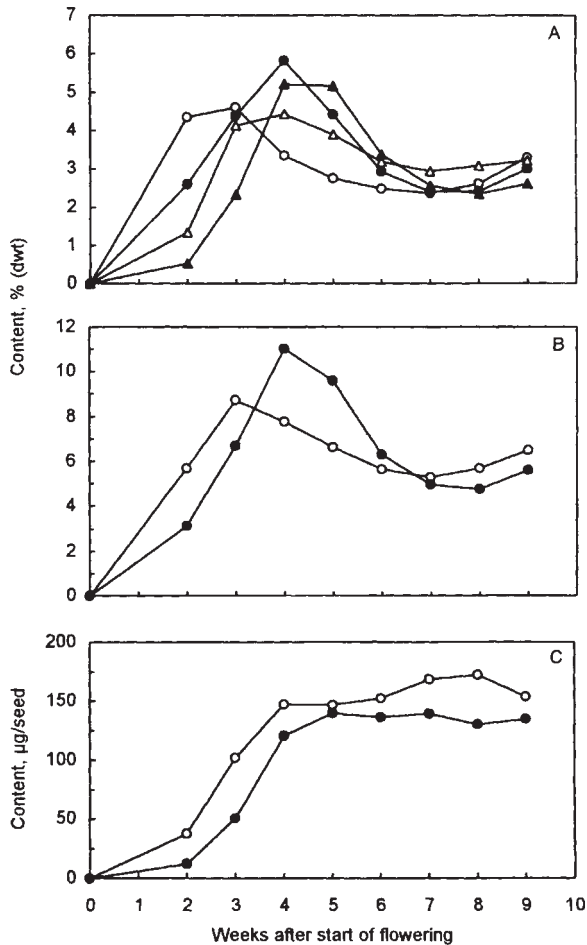 7
6
5
4
3
2
1
0
A
Content, % (dwt)
12
10
8
6
4
2
0
B
200
150
100
50
0
C
Content, µg/seed
0 1 2 3 4 5 6 7 8 9 10
Weeks after start of flowering